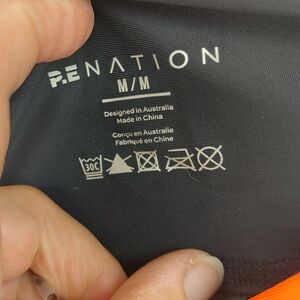 P.E NATION
M/M
Designed in Australia
Made in China
Conçu en Australie
Fabriqué en Chine
30C